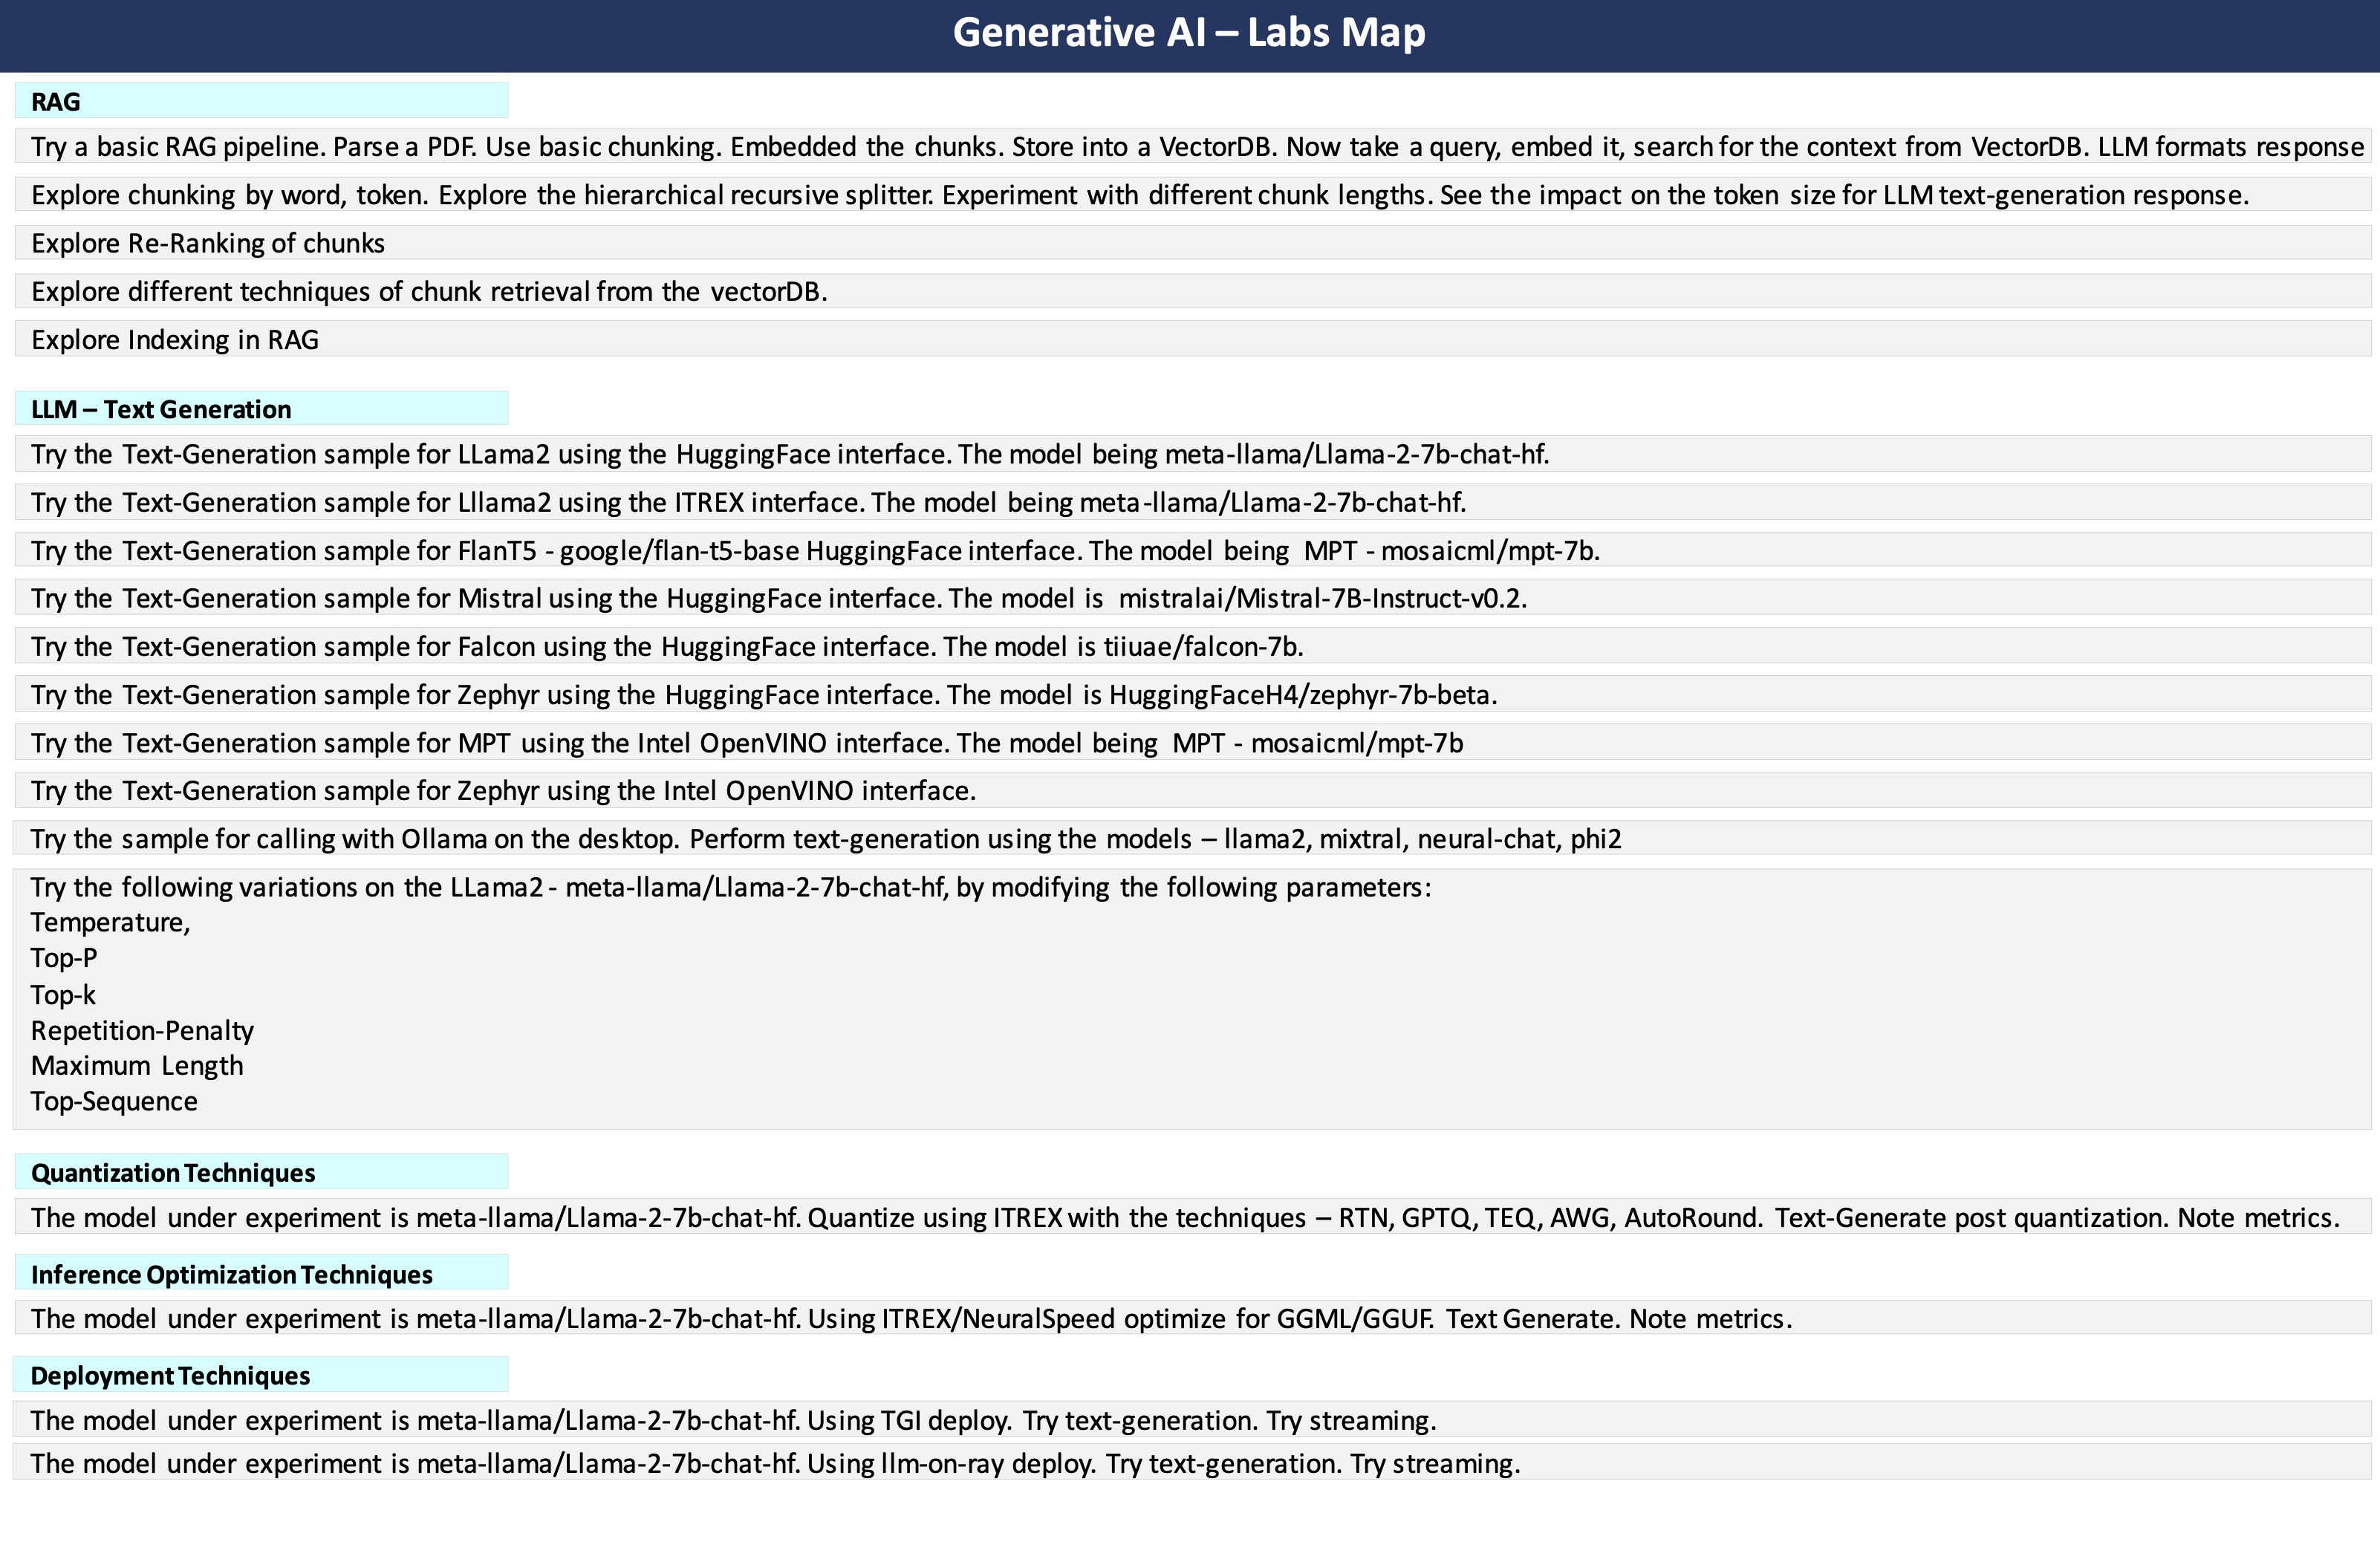 Generative AI – Labs Map
RAG
Try a basic RAG pipeline. Parse a PDF. Use basic chunking. Embedded the chunks. Store into a VectorDB. Now take a query, embed it, search for the context from VectorDB. LLM formats response
Explore chunking by word, token. Explore the hierarchical recursive splitter. Experiment with different chunk lengths. See the impact on the token size for LLM text-generation response.
Explore Re-Ranking of chunks
Explore different techniques of chunk retrieval from the vectorDB.
Explore Indexing in RAG
LLM – Text Generation
Try the Text-Generation sample for LLama2 using the HuggingFace interface. The model being meta-llama/Llama-2-7b-chat-hf.
Try the Text-Generation sample for Lllama2 using the ITREX interface. The model being meta-llama/Llama-2-7b-chat-hf.
Try the Text-Generation sample for FlanT5 - google/flan-t5-base HuggingFace interface. The model being MPT - mosaicml/mpt-7b.
Try the Text-Generation sample for Mistral using the HuggingFace interface. The model is mistralai/Mistral-7B-Instruct-v0.2.
Try the Text-Generation sample for Falcon using the HuggingFace interface. The model is tiiuae/falcon-7b.
Try the Text-Generation sample for Zephyr using the HuggingFace interface. The model is HuggingFaceH4/zephyr-7b-beta.
Try the Text-Generation sample for MPT using the Intel OpenVINO interface. The model being MPT - mosaicml/mpt-7b
Try the Text-Generation sample for Zephyr using the Intel OpenVINO interface.
Try the sample for calling with Ollama on the desktop. Perform text-generation using the models – llama2, mixtral, neural-chat, phi2
Try the following variations on the LLama2 - meta-llama/Llama-2-7b-chat-hf, by modifying the following parameters:
Temperature,
Top-P
Top-k
Repetition-Penalty
Maximum Length
Top-Sequence
Quantization Techniques
The model under experiment is meta-llama/Llama-2-7b-chat-hf. Quantize using ITREX with the techniques – RTN, GPTQ, TEQ, AWG, AutoRound. Text-Generate post quantization. Note metrics.
Inference Optimization Techniques
The model under experiment is meta-llama/Llama-2-7b-chat-hf. Using ITREX/NeuralSpeed optimize for GGML/GGUF. Text Generate. Note metrics.
Deployment Techniques
The model under experiment is meta-llama/Llama-2-7b-chat-hf. Using TGI deploy. Try text-generation. Try streaming.
The model under experiment is meta-llama/Llama-2-7b-chat-hf. Using llm-on-ray deploy. Try text-generation. Try streaming.